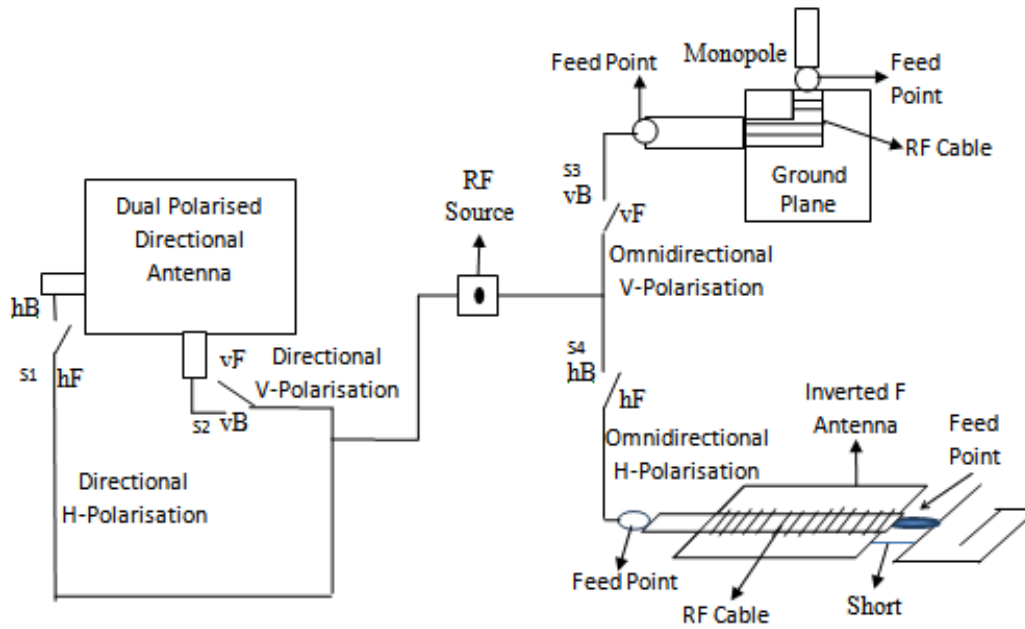 Monopole
Feed Point
Feed
Point
RF Cable
Ground
Plane
S3
vB
vF
RF
Source
Omnidirectional
V-Polarisation
Dual Polarised
Directional
Antenna
hB
S1
hF
vF
Directional
V-Polarisation
S2
vB
Directional
H-Polarisation
S4
hB
hF
Omnidirectional
H-Polarisation
Inverted F
Antenna
Feed
Point
Feed Point
RF Cable
Short